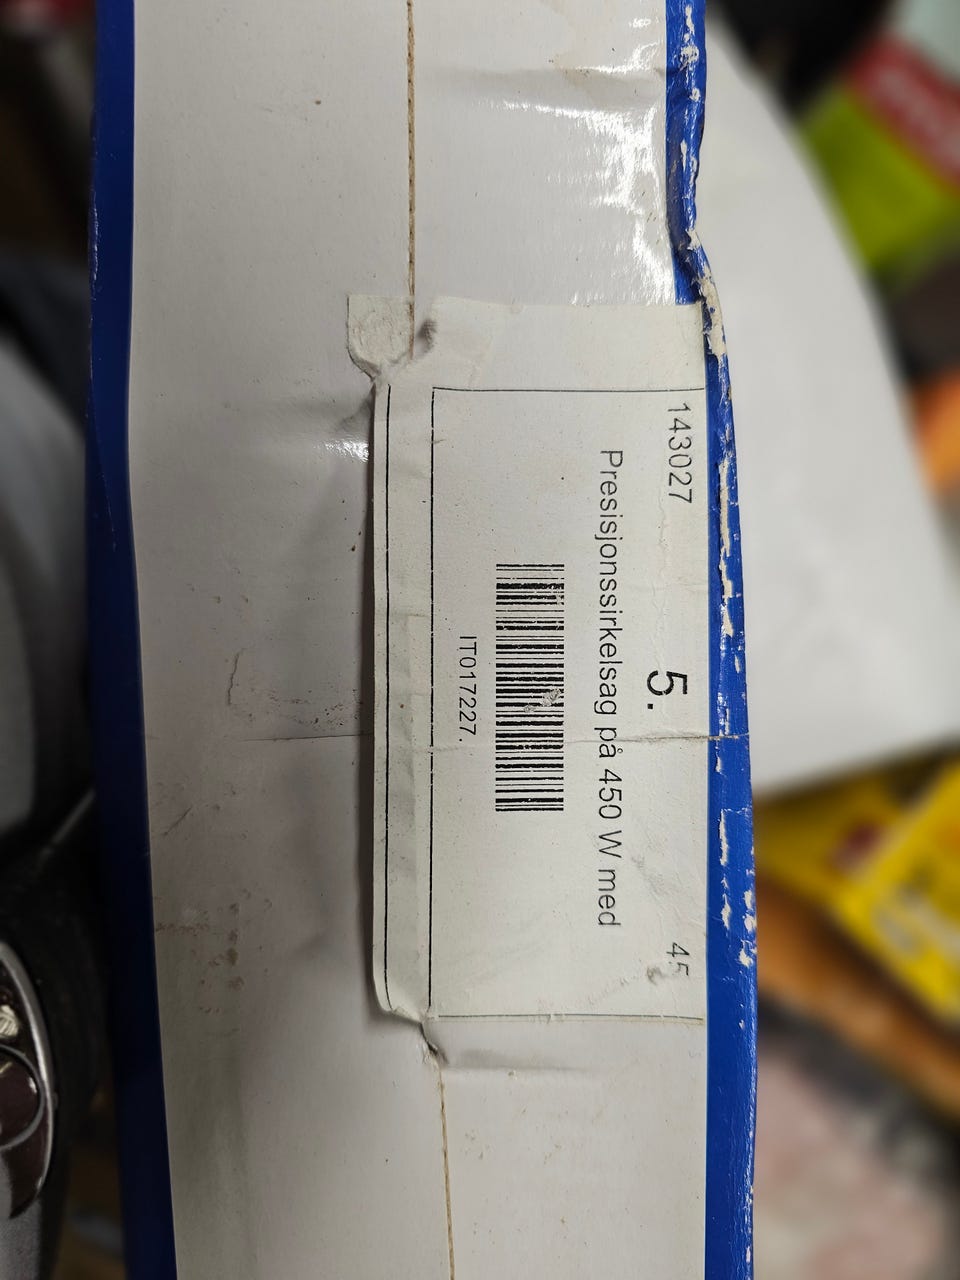 143027
5.
45
Presisjonssirkelsag på 450 W med
IT017227.